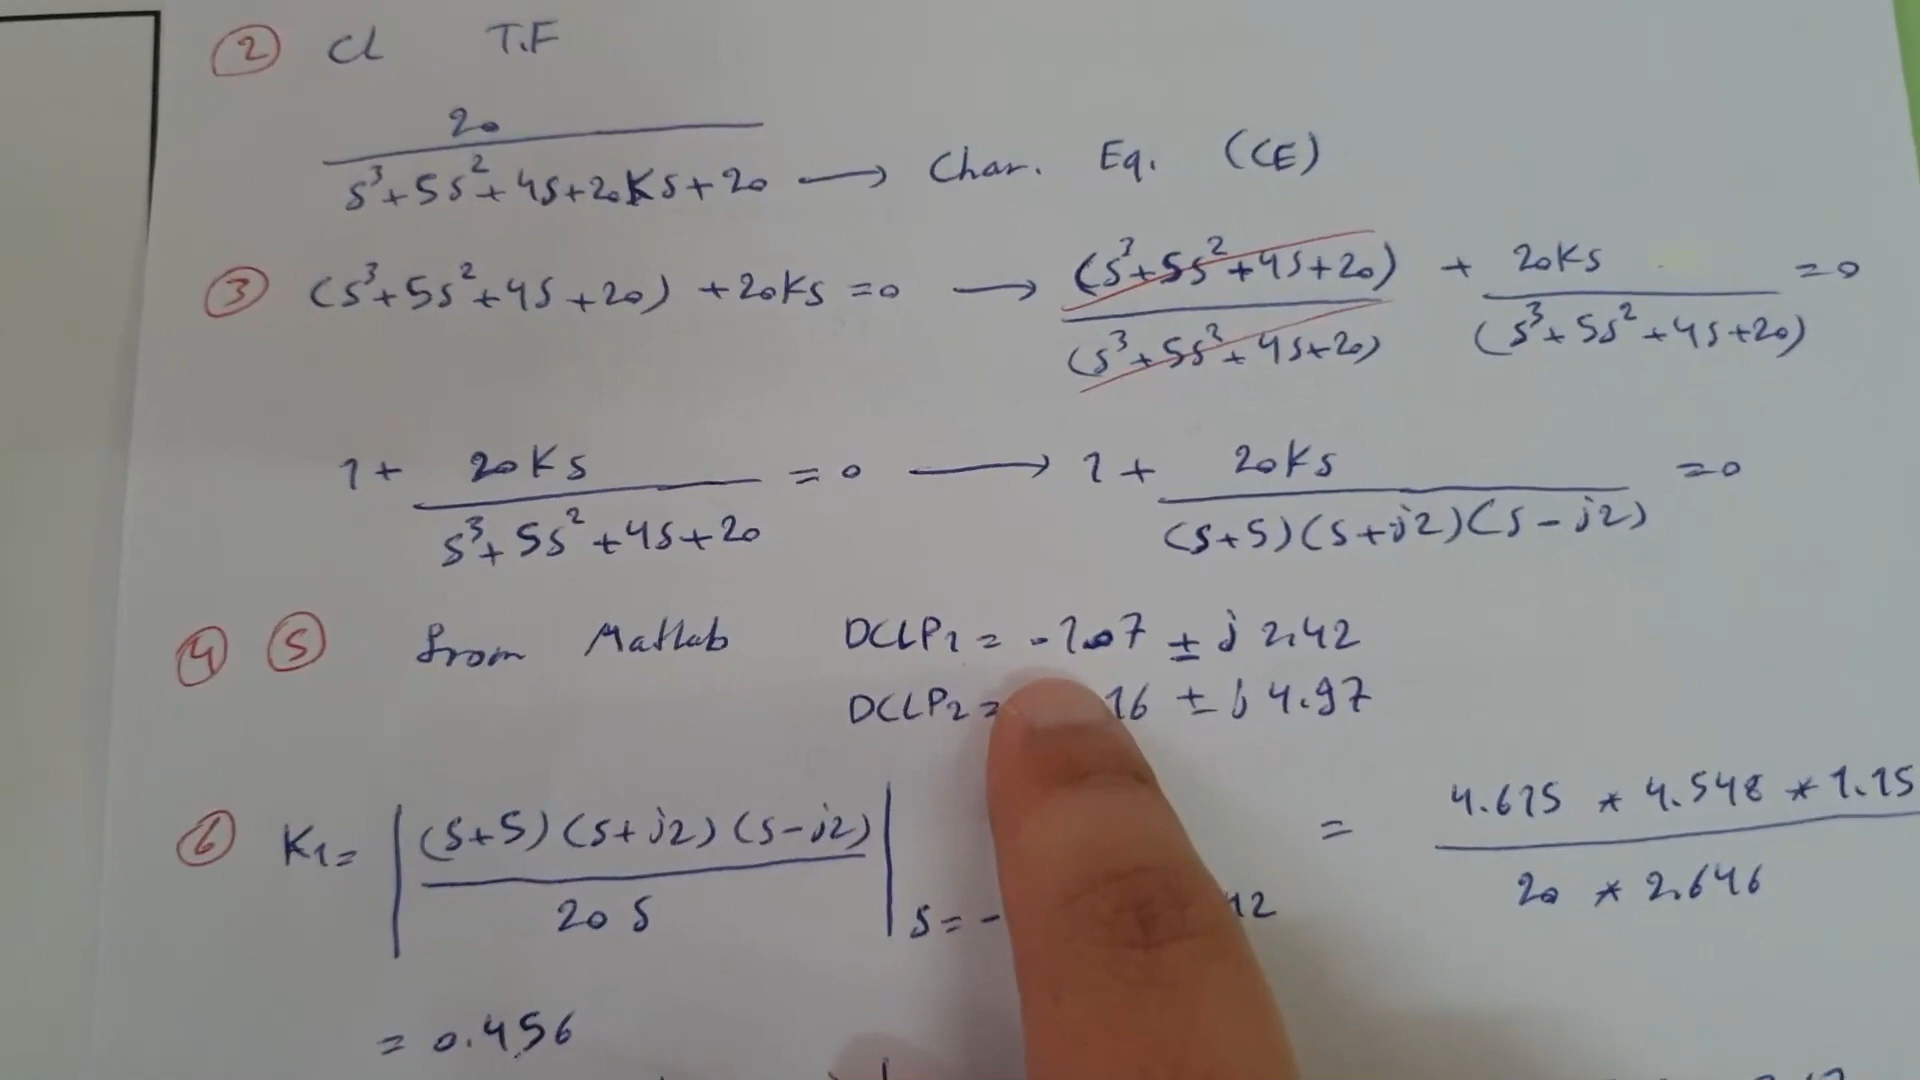 ② CL T.F
20
s³+5s²+4s+20Ks+20 → Char. Eq. (CE)
③ (s³+5s²+4s+20) +20Ks =0 → (s³+5s²+4s+20) + 20Ks =0
(s³+5s²+4s+20) (s³+5s²+4s+20)
1+ 20Ks =0 → 1+ 20Ks =0
s³+5s²+4s+20 (s+5)(s+j2)(s-j2)
④ ⑤ from Matlab DCLP1= -1.07 ± j 2.42
DCLP2= 16 ± j 4.97
⑥ K1= |(s+5)(s+j2)(s-j2)| = 4.615 * 4.548 * 1.15
20 s s=- 42 20 * 2.646
= 0.456